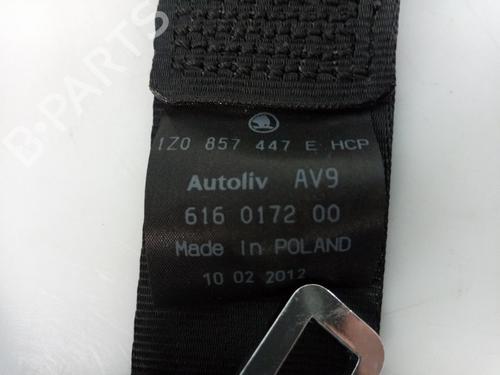 1Z0 857 447 E HCP
Autoliv AV9
616 0172 00
Made in POLAND
10 02 2012
B-PARTS